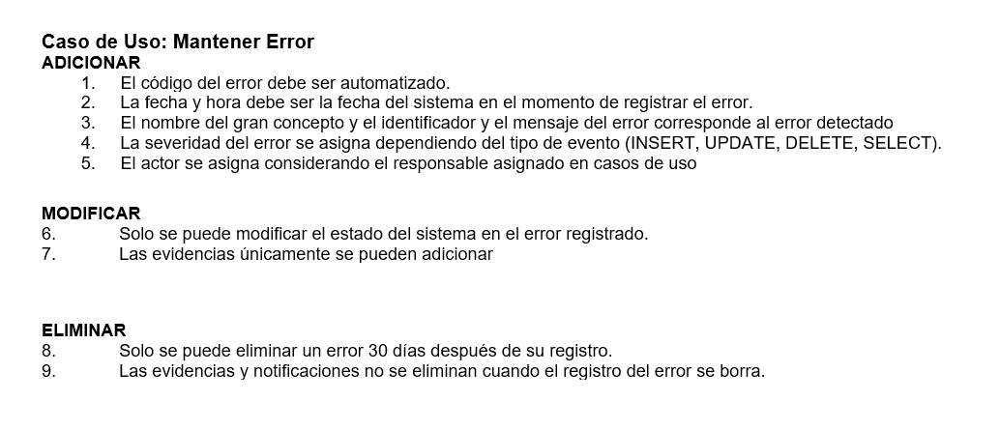 Caso de Uso: Mantener Error
ADICIONAR
1. El código del error debe ser automatizado.
2. La fecha y hora debe ser la fecha del sistema en el momento de registrar el error.
3. El nombre del gran concepto y el identificador y el mensaje del error corresponde al error detectado
4. La severidad del error se asigna dependiendo del tipo de evento (INSERT, UPDATE, DELETE, SELECT).
5. El actor se asigna considerando el responsable asignado en casos de uso
MODIFICAR
6. Solo se puede modificar el estado del sistema en el error registrado.
7. Las evidencias únicamente se pueden adicionar
ELIMINAR
8. Solo se puede eliminar un error 30 días después de su registro.
9. Las evidencias y notificaciones no se eliminan cuando el registro del error se borra.